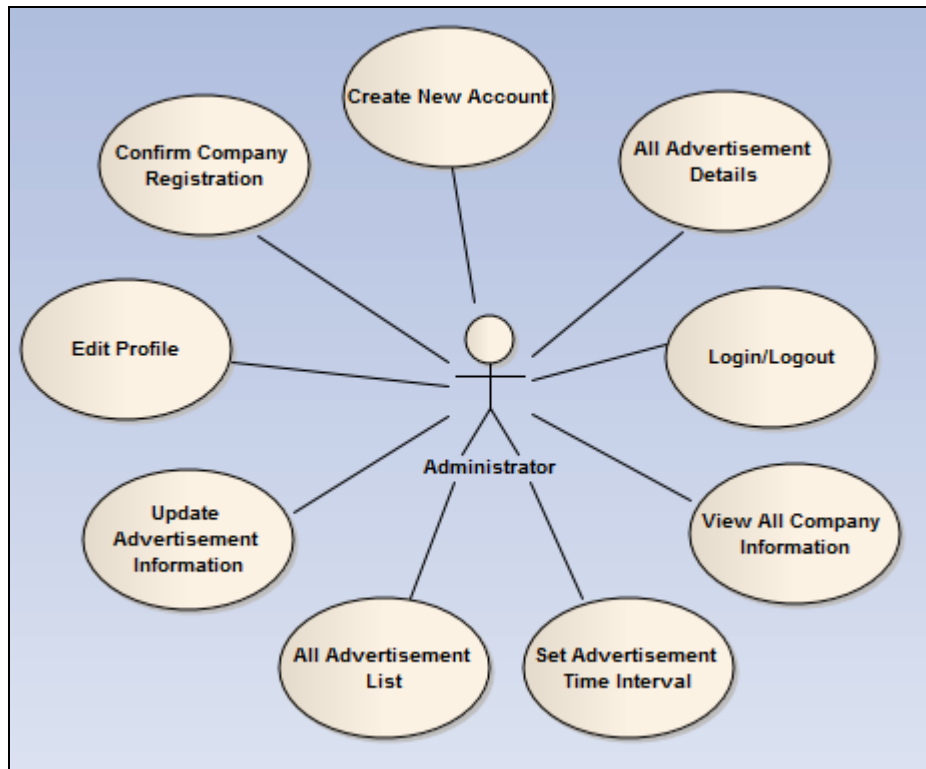 Create New Account
Confirm Company
Registration
All Advertisement
Details
Edit Profile
Login/Logout
Administrator
Update
Advertisement
Information
View All Company
Information
All Advertisement
List
Set Advertisement
Time Interval